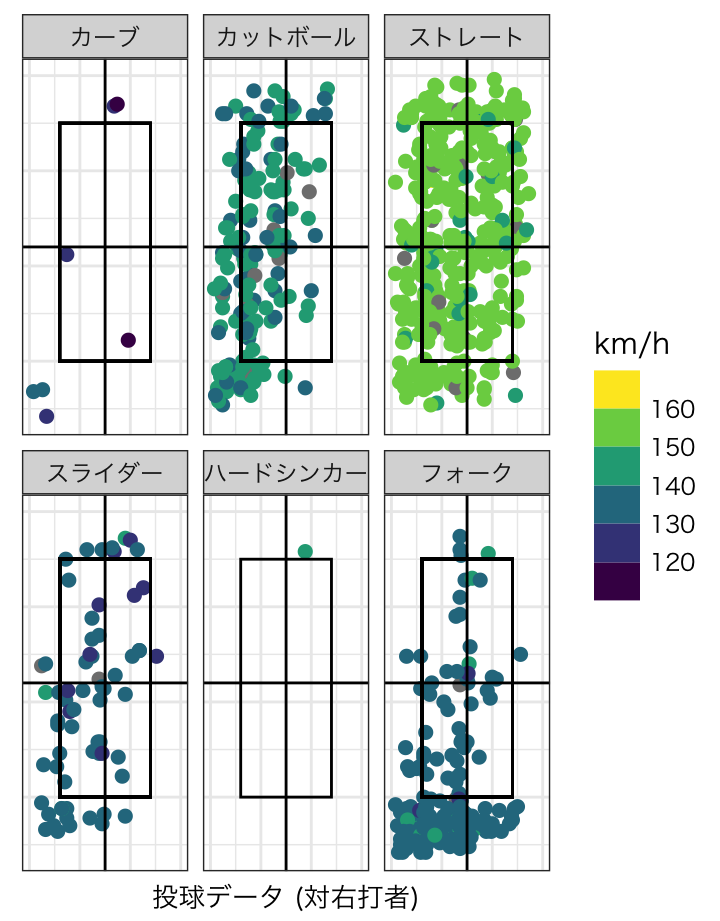 カーブ
カットボール
ストレート
スライダー
ハードシンカー
フォーク
km/h
160
150
140
130
120
投球データ (対右打者)